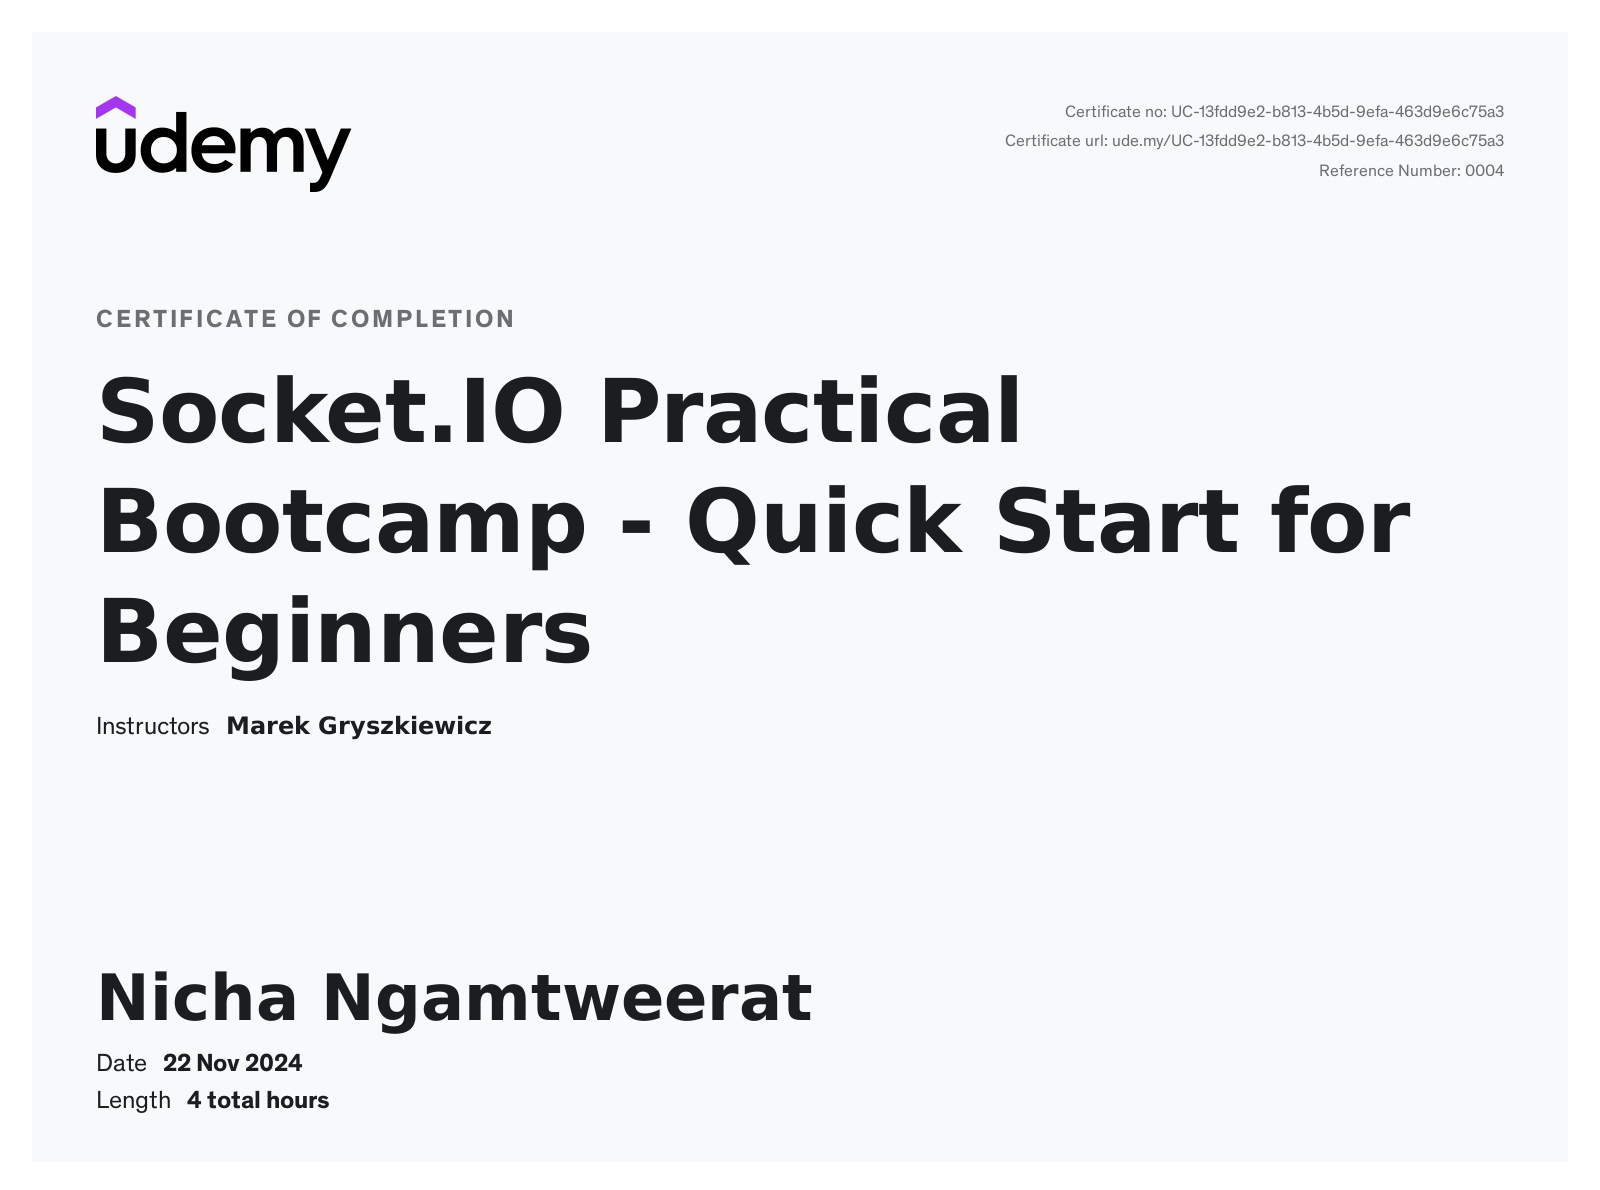 udemy
Certificate no: UC-13fdd9e2-b813-4b5d-9efa-463d9e6c75a3
Certificate url: ude.my/UC-13fdd9e2-b813-4b5d-9efa-463d9e6c75a3
Reference Number: 0004
CERTIFICATE OF COMPLETION
Socket.IO Practical
Bootcamp - Quick Start for
Beginners
Instructors Marek Gryszkiewicz
Nicha Ngamtweerat
Date 22 Nov 2024
Length 4 total hours